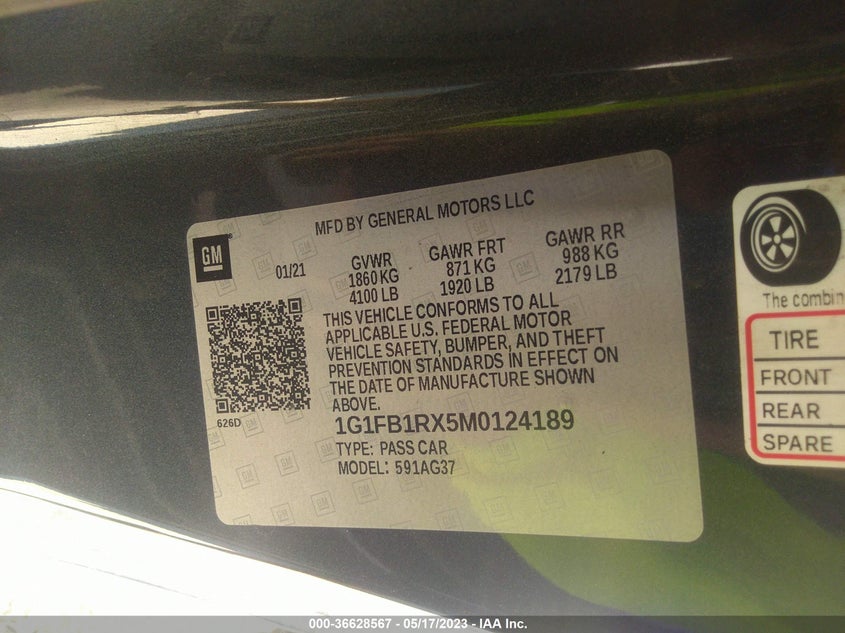 MFD BY GENERAL MOTORS LLC
GM
01/21
GVWR
1860 KG
4100 LB
GAWR FRT
871 KG
1920 LB
GAWR RR
988 KG
2179 LB
THIS VEHICLE CONFORMS TO ALL
APPLICABLE U.S. FEDERAL MOTOR
VEHICLE SAFETY, BUMPER, AND THEFT
PREVENTION STANDARDS IN EFFECT ON
THE DATE OF MANUFACTURE SHOWN
ABOVE.
626D
1G1FB1RX5M0124189
TYPE: PASS CAR
MODEL: 591AG37
The combin
TIRE
FRONT
REAR
SPARE
000-36628567 - 05/17/2023 - IAA Inc.